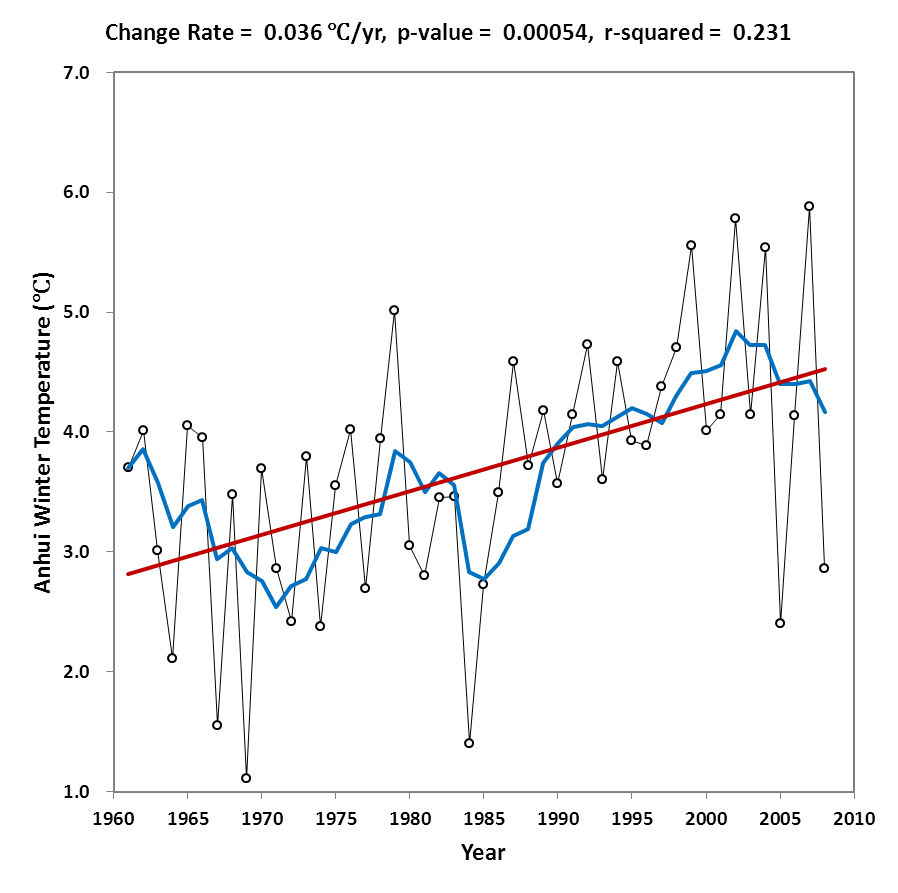 Change Rate = 0.036 ℃/yr, p-value = 0.00054, r-squared = 0.231
7.0
6.0
5.0
4.0
3.0
2.0
1.0
Anhui Winter Temperature (℃)
1960 1965 1970 1975 1980 1985 1990 1995 2000 2005 2010
Year